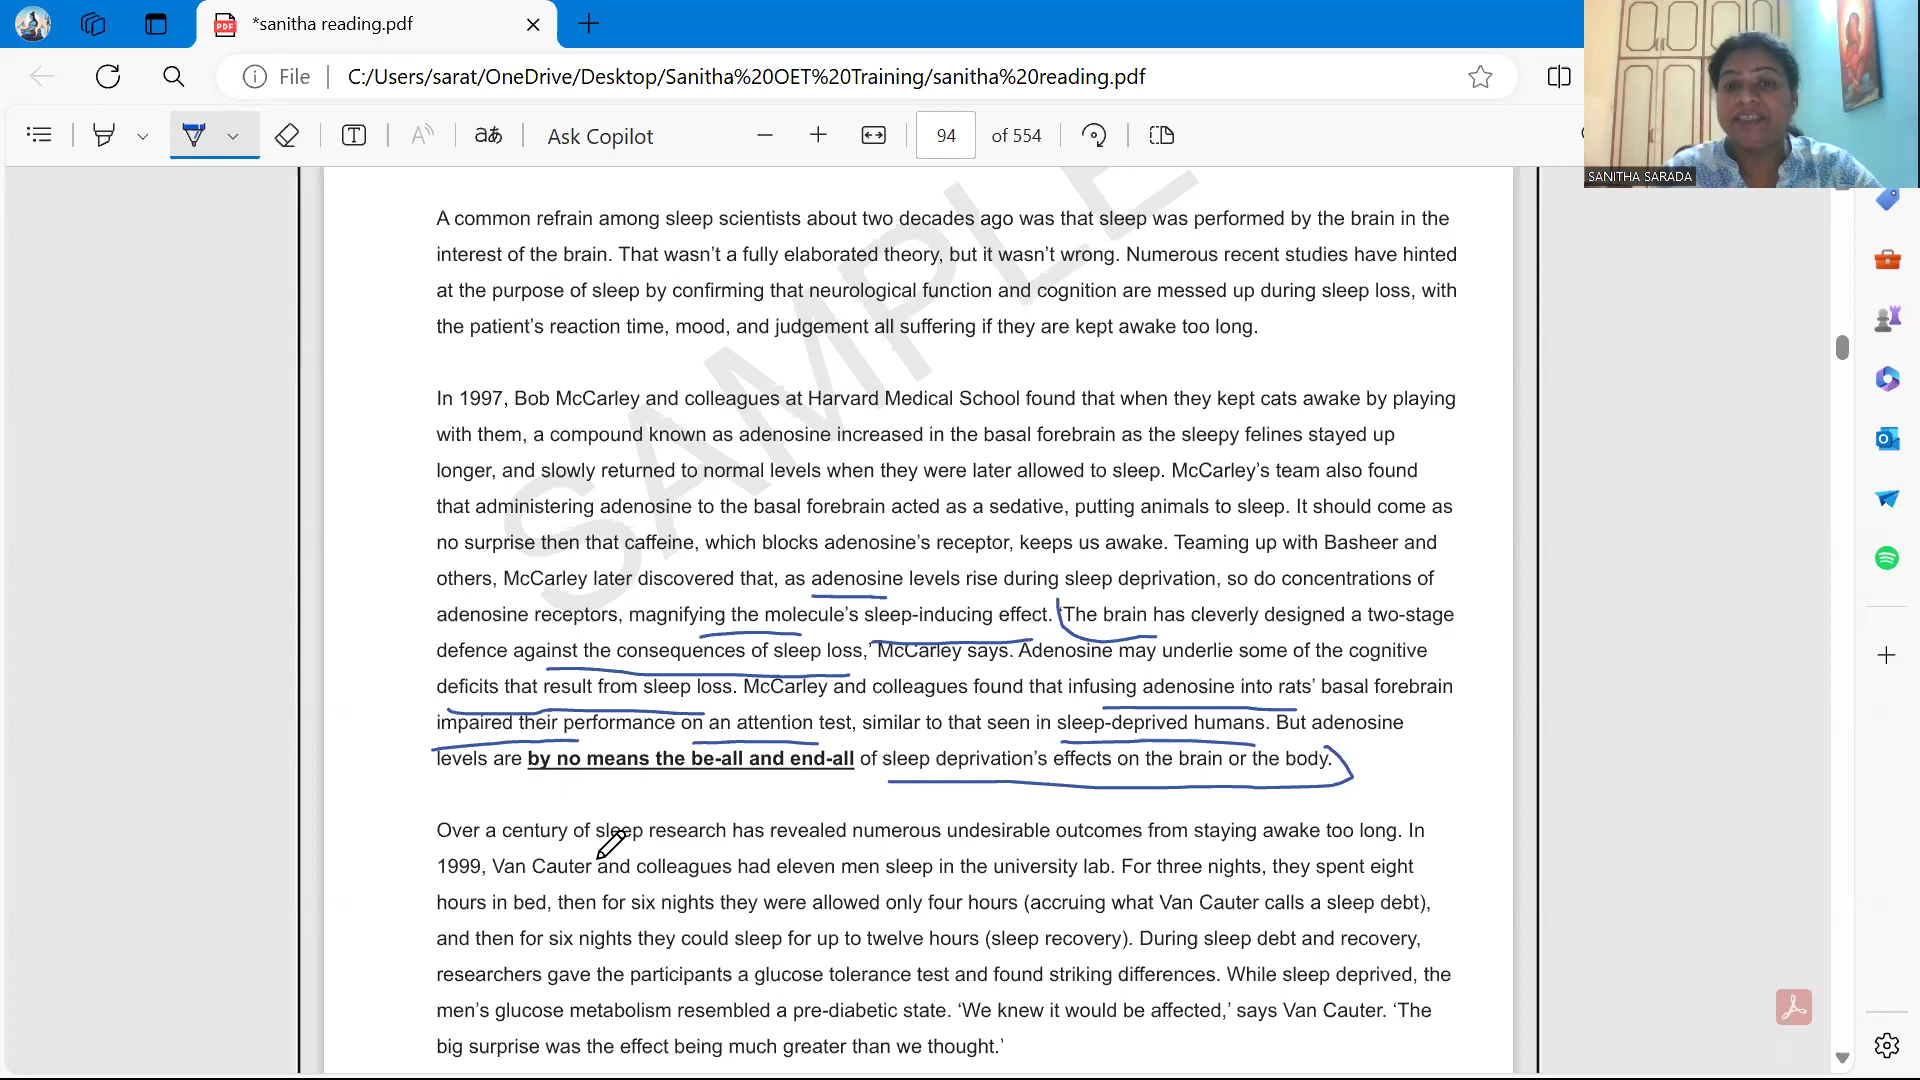 *sanitha reading.pdf
File
C:/Users/sarat/OneDrive/Desktop/Sanitha%20OET%20Training/sanitha%20reading.pdf
SANITHA SARADA
Ask Copilot
94 of 554
SAMPLE
A common refrain among sleep scientists about two decades ago was that sleep was performed by the brain in the
interest of the brain. That wasn’t a fully elaborated theory, but it wasn’t wrong. Numerous recent studies have hinted
at the purpose of sleep by confirming that neurological function and cognition are messed up during sleep loss, with
the patient’s reaction time, mood, and judgement all suffering if they are kept awake too long.
In 1997, Bob McCarley and colleagues at Harvard Medical School found that when they kept cats awake by playing
with them, a compound known as adenosine increased in the basal forebrain as the sleepy felines stayed up
longer, and slowly returned to normal levels when they were later allowed to sleep. McCarley’s team also found
that administering adenosine to the basal forebrain acted as a sedative, putting animals to sleep. It should come as
no surprise then that caffeine, which blocks adenosine’s receptor, keeps us awake. Teaming up with Basheer and
others, McCarley later discovered that, as adenosine levels rise during sleep deprivation, so do concentrations of
adenosine receptors, magnifying the molecule’s sleep-inducing effect. ‘The brain has cleverly designed a two-stage
defence against the consequences of sleep loss,’ McCarley says. Adenosine may underlie some of the cognitive
deficits that result from sleep loss. McCarley and colleagues found that infusing adenosine into rats’ basal forebrain
impaired their performance on an attention test, similar to that seen in sleep-deprived humans. But adenosine
levels are by no means the be-all and end-all of sleep deprivation’s effects on the brain or the body.
Over a century of sleep research has revealed numerous undesirable outcomes from staying awake too long. In
1999, Van Cauter and colleagues had eleven men sleep in the university lab. For three nights, they spent eight
hours in bed, then for six nights they were allowed only four hours (accruing what Van Cauter calls a sleep debt),
and then for six nights they could sleep for up to twelve hours (sleep recovery). During sleep debt and recovery,
researchers gave the participants a glucose tolerance test and found striking differences. While sleep deprived, the
men’s glucose metabolism resembled a pre-diabetic state. ‘We knew it would be affected,’ says Van Cauter. ‘The
big surprise was the effect being much greater than we thought.’